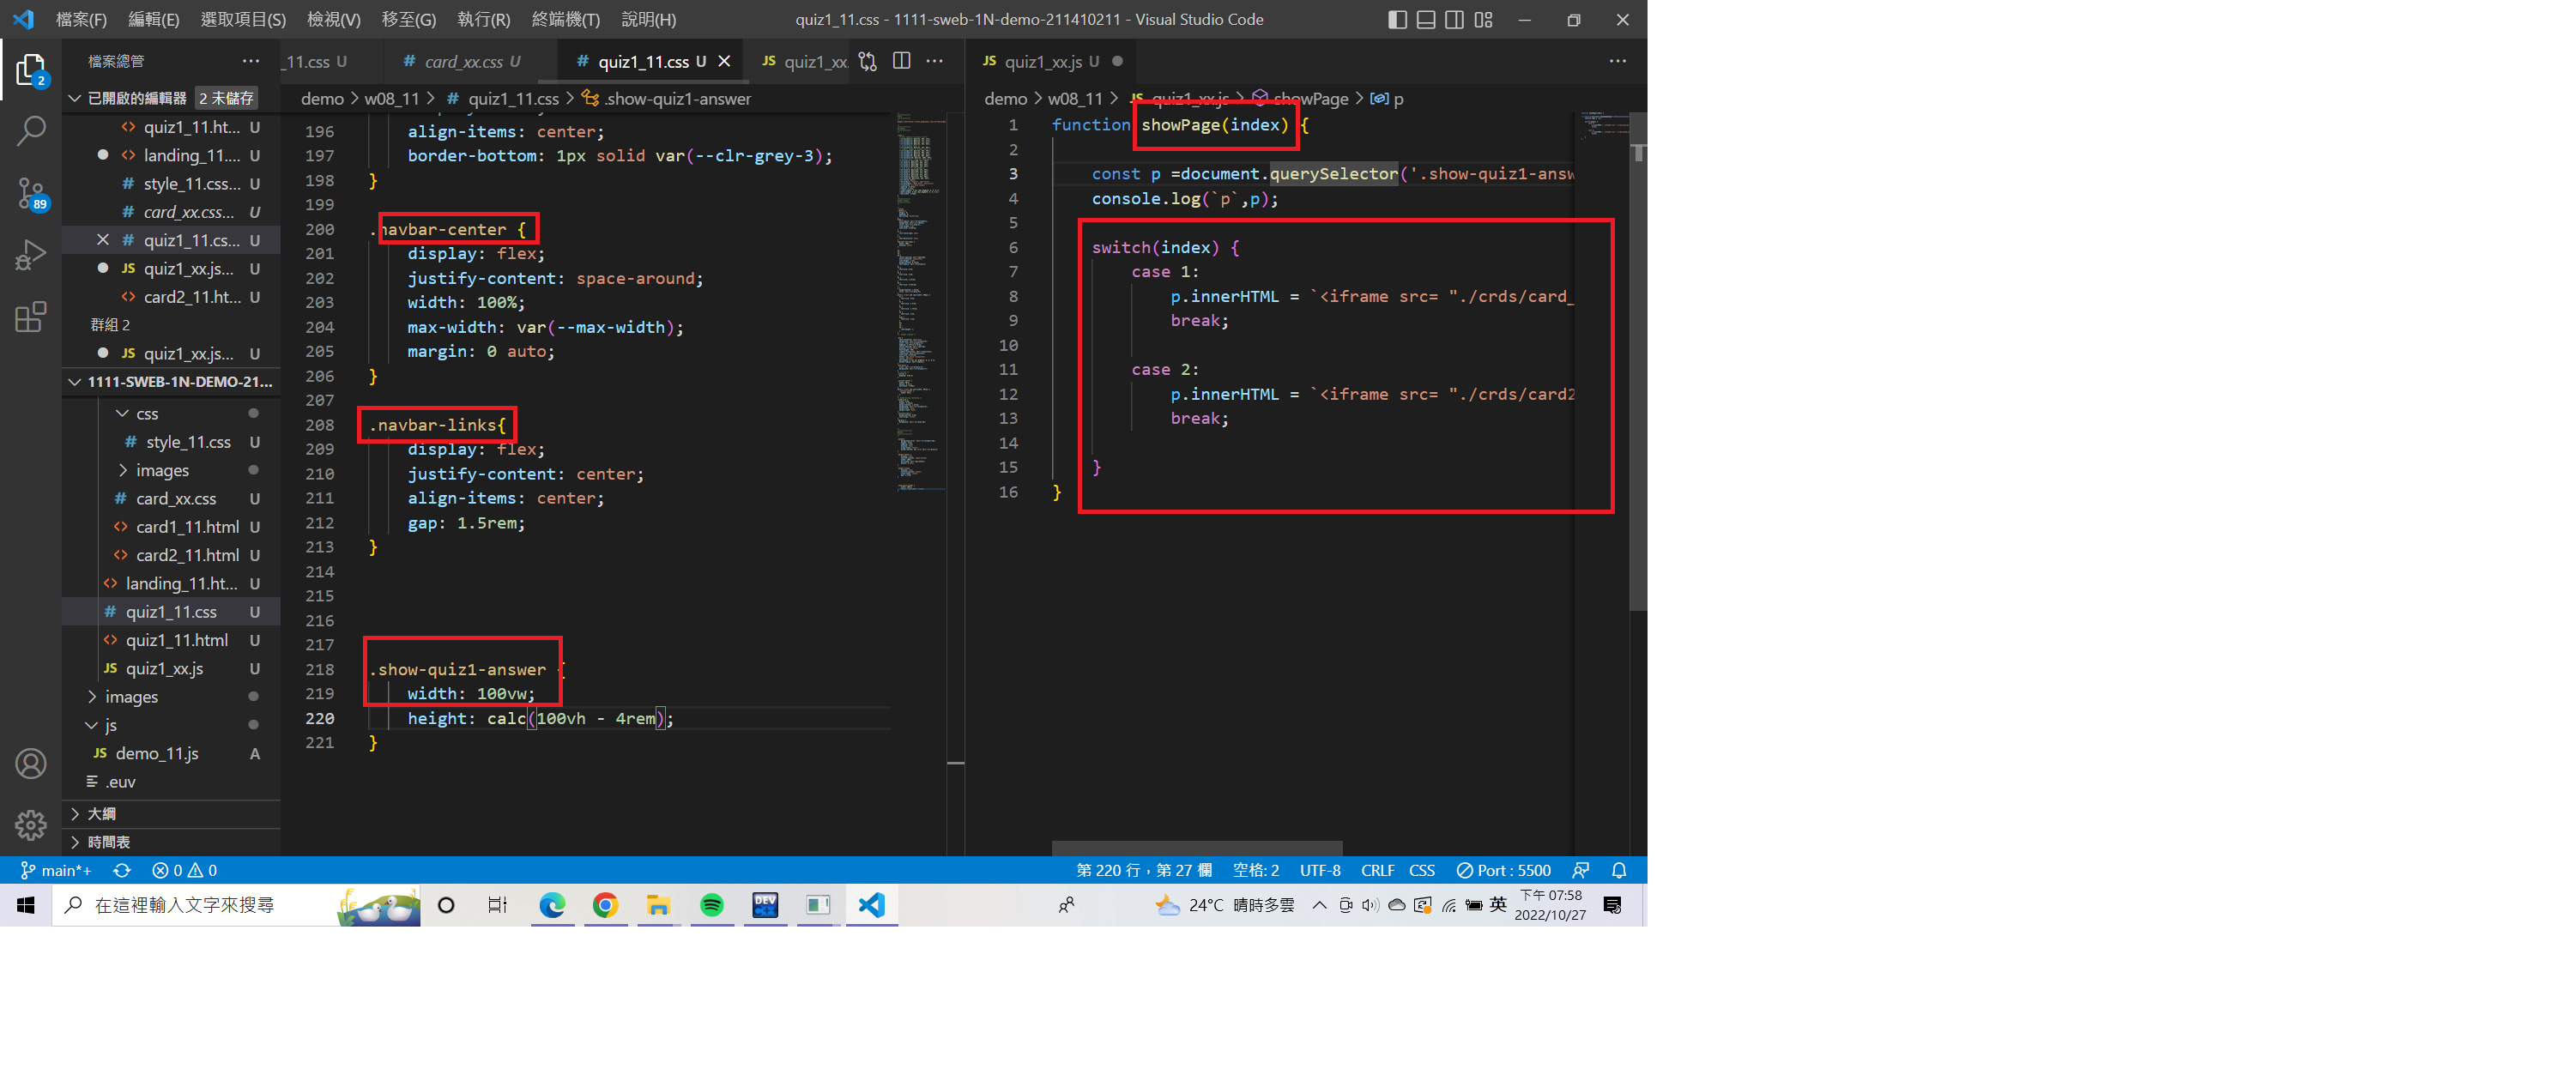 檔案(F) 編輯(E) 選取項目(S) 檢視(V) 移至(G) 執行(R) 終端機(T) 說明(H)
quiz1_11.css - 1111-sweb-1N-demo-211410211 - Visual Studio Code
檔案總管 ···
2
89
已開啟的編輯器 2 未儲存
quiz1_11.ht... U
landing_11.... U
style_11.css... U
card_xx.css... U
quiz1_11.cs... U
JS quiz1_xx.js... U
card2_11.ht... U
群組 2
JS quiz1_xx.js... U
1111-SWEB-1N-DEMO-21...
css
# style_11.css U
images
# card_xx.css U
<> card1_11.html U
<> card2_11.html U
<> landing_11.ht... U
# quiz1_11.css U
<> quiz1_11.html U
JS quiz1_xx.js U
images
js
JS demo_11.js A
.euv
大綱
時間表
_11.css U
# card_xx.css U
# quiz1_11.css U
JS quiz1_xx.
demo > w08_11 > # quiz1_11.css > .show-quiz1-answer
196 align-items: center;
197 border-bottom: 1px solid var(--clr-grey-3);
198 }
199
200 .navbar-center {
201 display: flex;
202 justify-content: space-around;
203 width: 100%;
204 max-width: var(--max-width);
205 margin: 0 auto;
206 }
207
208 .navbar-links{
209 display: flex;
210 justify-content: center;
211 align-items: center;
212 gap: 1.5rem;
213 }
214
215
216
217
218 .show-quiz1-answer {
219 width: 100vw;
220 height: calc(100vh - 4rem);
221 }
JS quiz1_xx.js U
demo > w08_11 > JS quiz1_xx.js > showPage > p
1 function showPage(index) {
2
3 const p =document.querySelector('.show-quiz1-answ
4 console.log(`p`,p);
5
6 switch(index) {
7 case 1:
8 p.innerHTML = `<iframe src= "./crds/card_
9 break;
10
11 case 2:
12 p.innerHTML = `<iframe src= "./crds/card2
13 break;
14
15 }
16 }
main*+ 0 0
第 220 行，第 27 欄 空格: 2 UTF-8 CRLF CSS Port : 5500
在這裡輸入文字來搜尋
DEV
24°C 晴時多雲
英
下午 07:58
2022/10/27